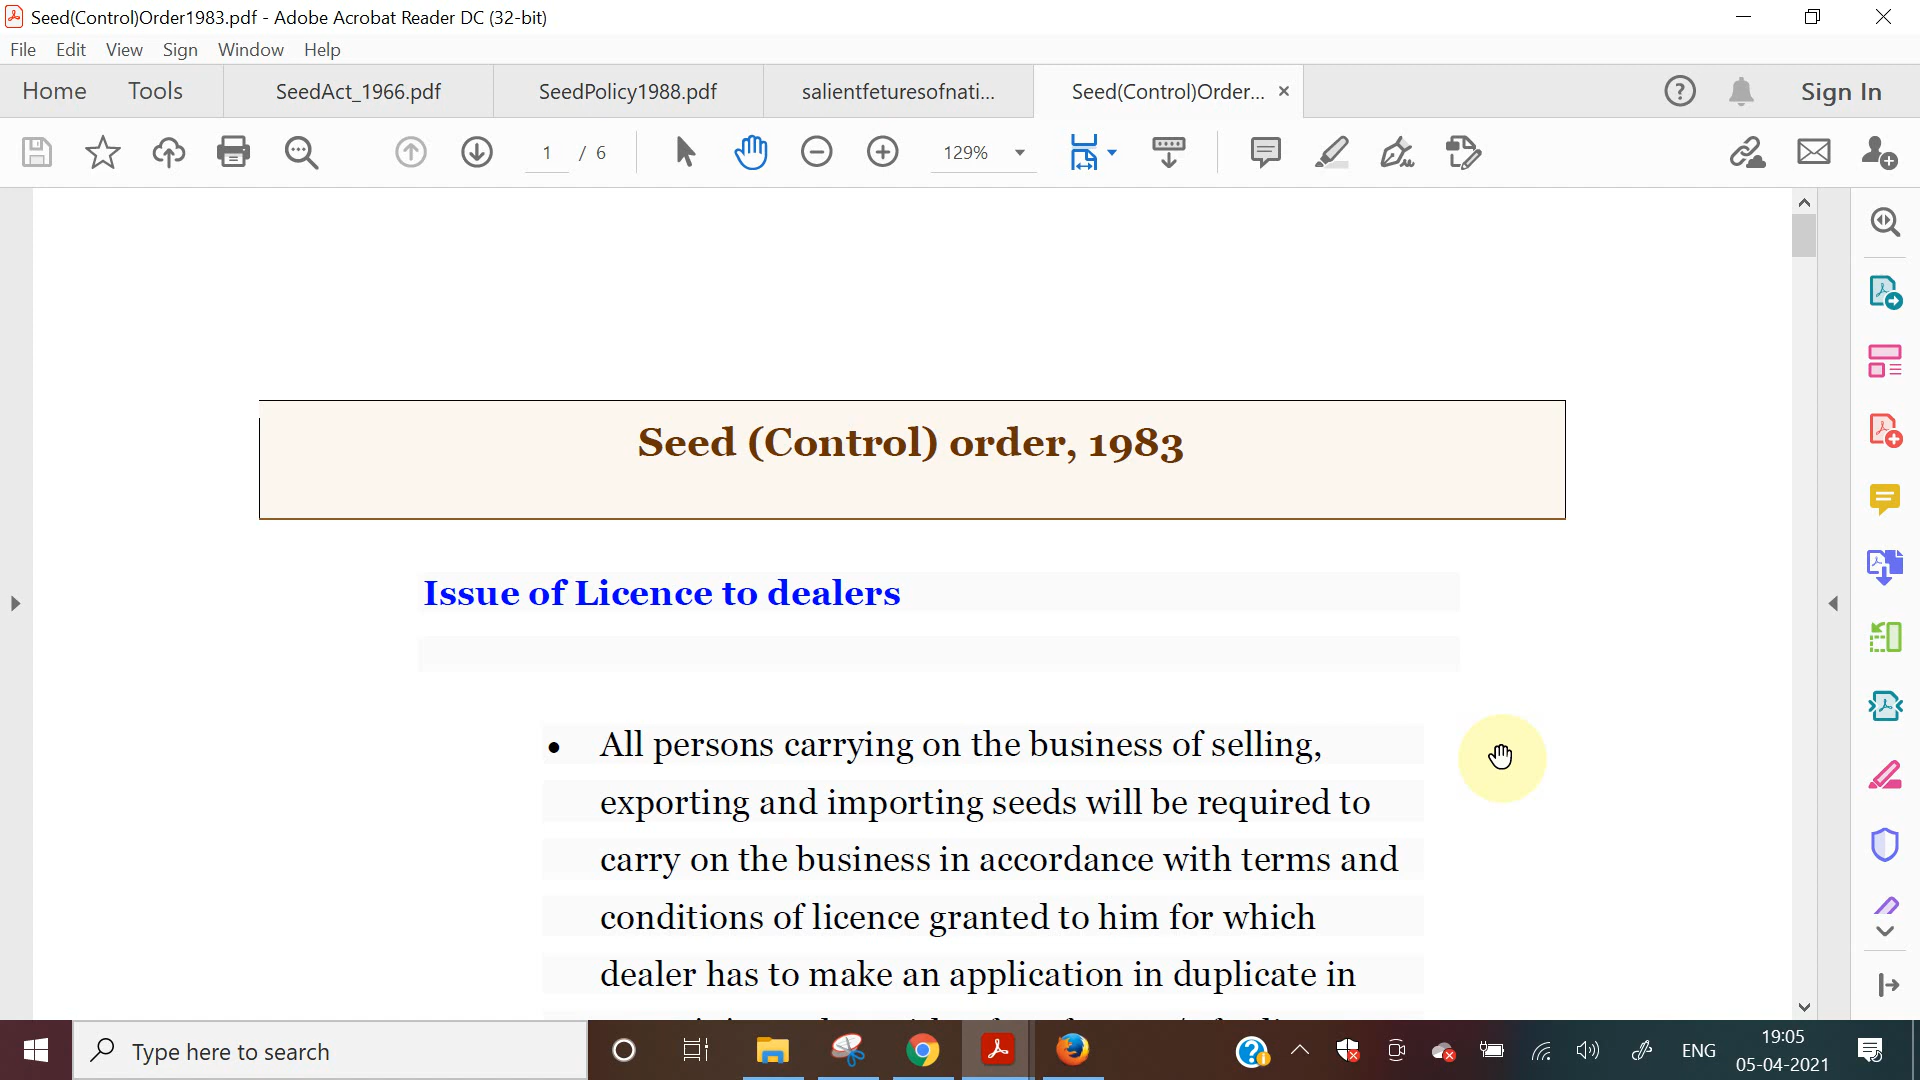 Seed(Control)Order1983.pdf - Adobe Acrobat Reader DC (32-bit)
File Edit View Sign Window Help
Home Tools SeedAct_1966.pdf SeedPolicy1988.pdf salientfeturesofnati... Seed(Control)Order... × Sign In
1 / 6 129%
Seed (Control) order, 1983
Issue of Licence to dealers
• All persons carrying on the business of selling,
exporting and importing seeds will be required to
carry on the business in accordance with terms and
conditions of licence granted to him for which
dealer has to make an application in duplicate in
Type here to search
ENG
19:05
05-04-2021